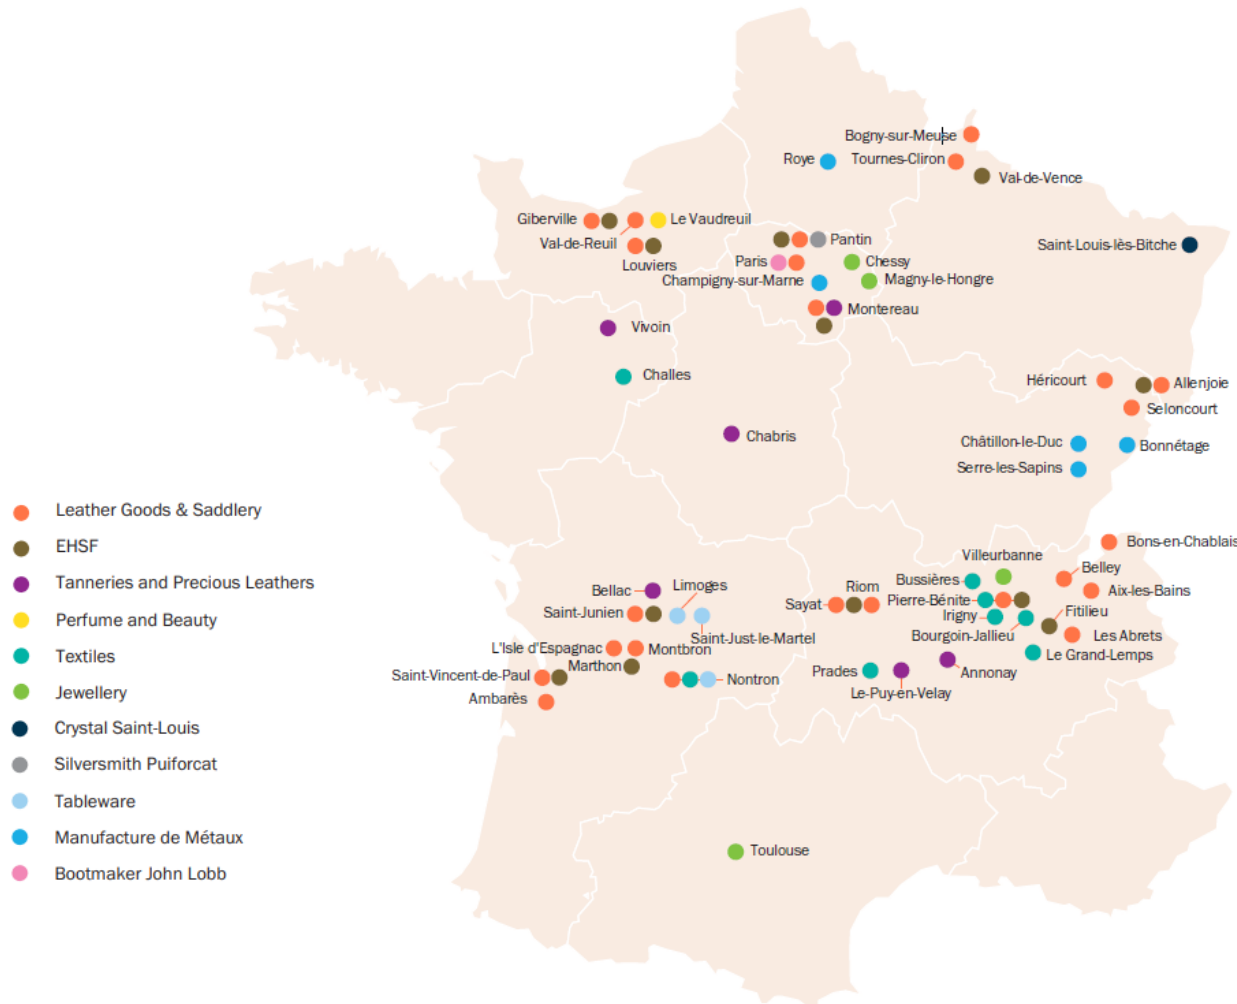 Bogny-sur-Meuse
Roye
Tournes-Cliron
Val-de-Vence
Giberville
Le Vaudreuil
Val-de-Reuil
Louviers
Pantin
Saint-Louis-lès-Bitche
Paris
Chessy
Champigny-sur-Marne
Magny-le-Hongre
Montereau
Vivoin
Challes
Héricourt
Allenjoie
Seloncourt
Chabris
Châtillon-le-Duc
Bonnétage
Serre-les-Sapins
Leather Goods & Saddlery
EHSF
Tanneries and Precious Leathers
Perfume and Beauty
Textiles
Jewellery
Crystal Saint-Louis
Silversmith Puiforcat
Tableware
Manufacture de Métaux
Bootmaker John Lobb
Bons-en-Chablais
Villeurbanne
Belley
Bussières
Aix-les-Bains
Bellac
Limoges
Riom
Sayat
Pierre-Bénite
Fitilieu
Saint-Junien
Irigny
Saint-Just-le-Martel
Bourgoin-Jallieu
Les Abrets
L'Isle d'Espagnac
Montbron
Le Grand-Lemps
Marthon
Saint-Vincent-de-Paul
Nontron
Prades
Annonay
Le-Puy-en-Velay
Ambarès
Toulouse